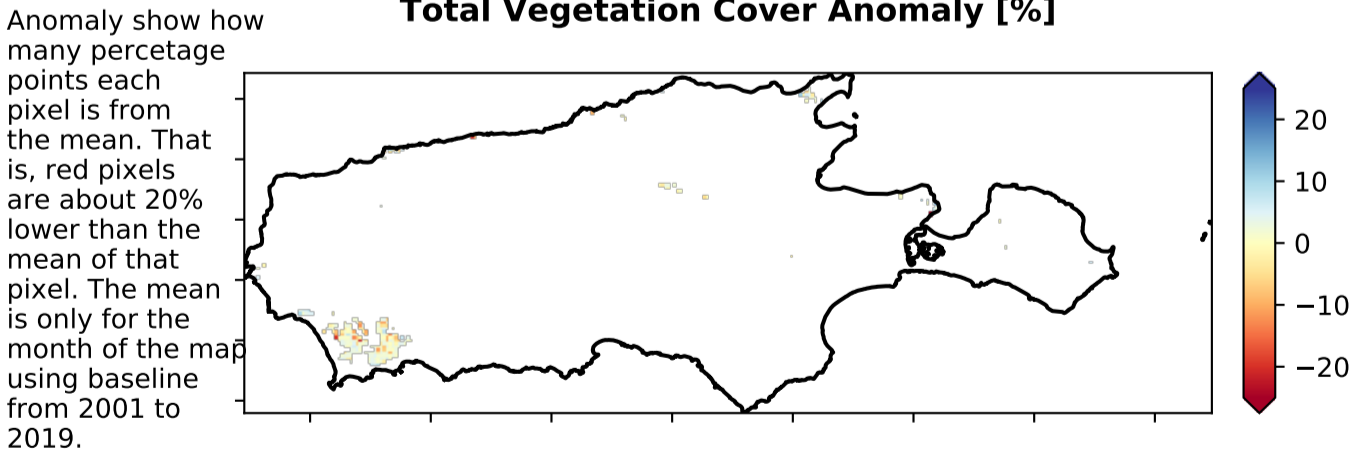 Total Vegetation Cover Anomaly [%]
Anomaly show how
many percetage
points each
pixel is from
the mean. That
is, red pixels
are about 20%
lower than the
mean of that
pixel. The mean
is only for the
month of the map
using baseline
from 2001 to
2019.
20
10
0
−10
−20